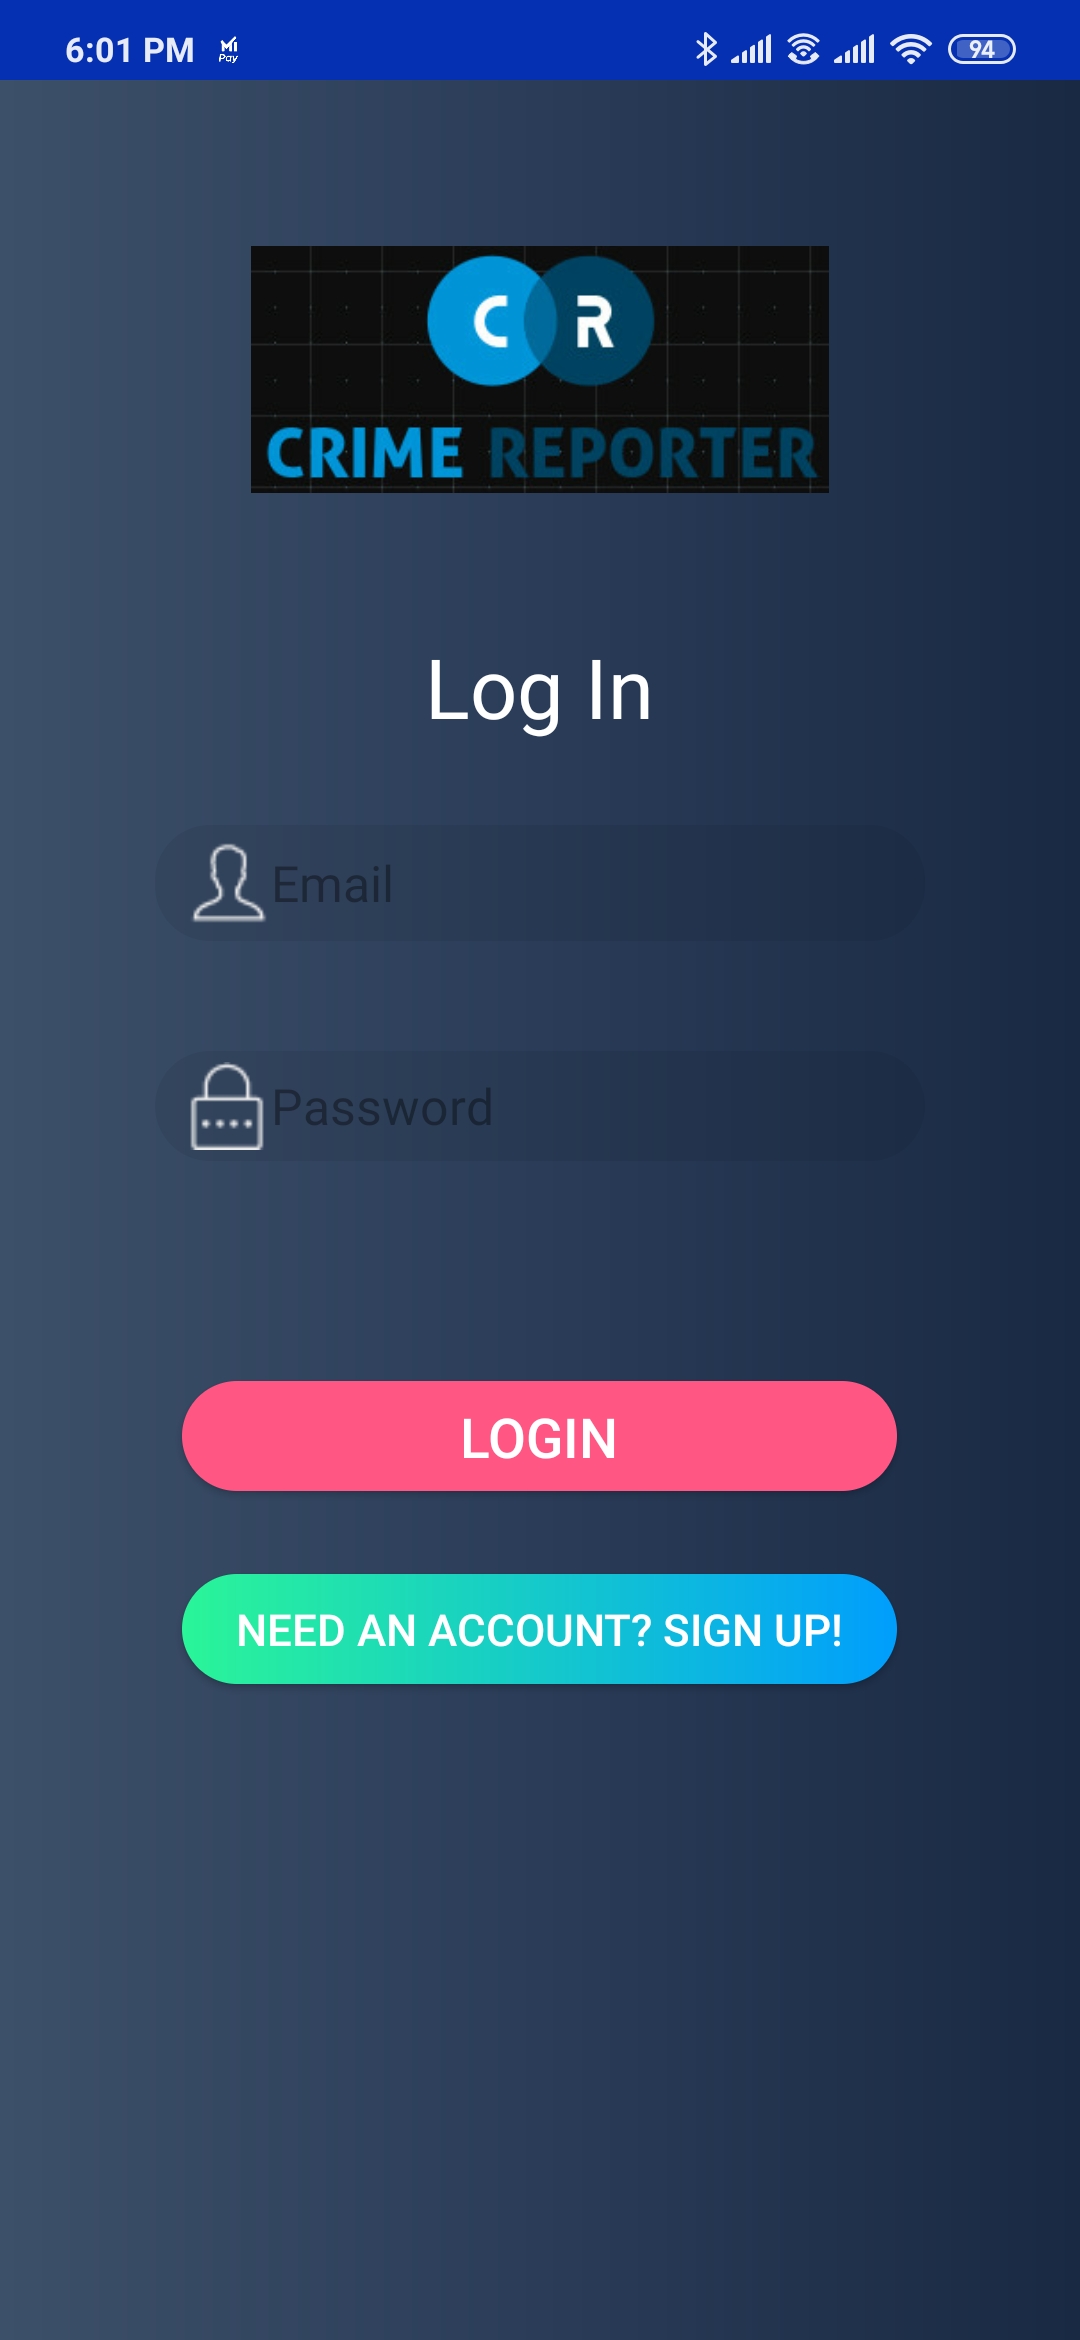 6:01 PM Mi Pay 94
C R
CRIME REPORTER
Log In
Email
Password
LOGIN
NEED AN ACCOUNT? SIGN UP!